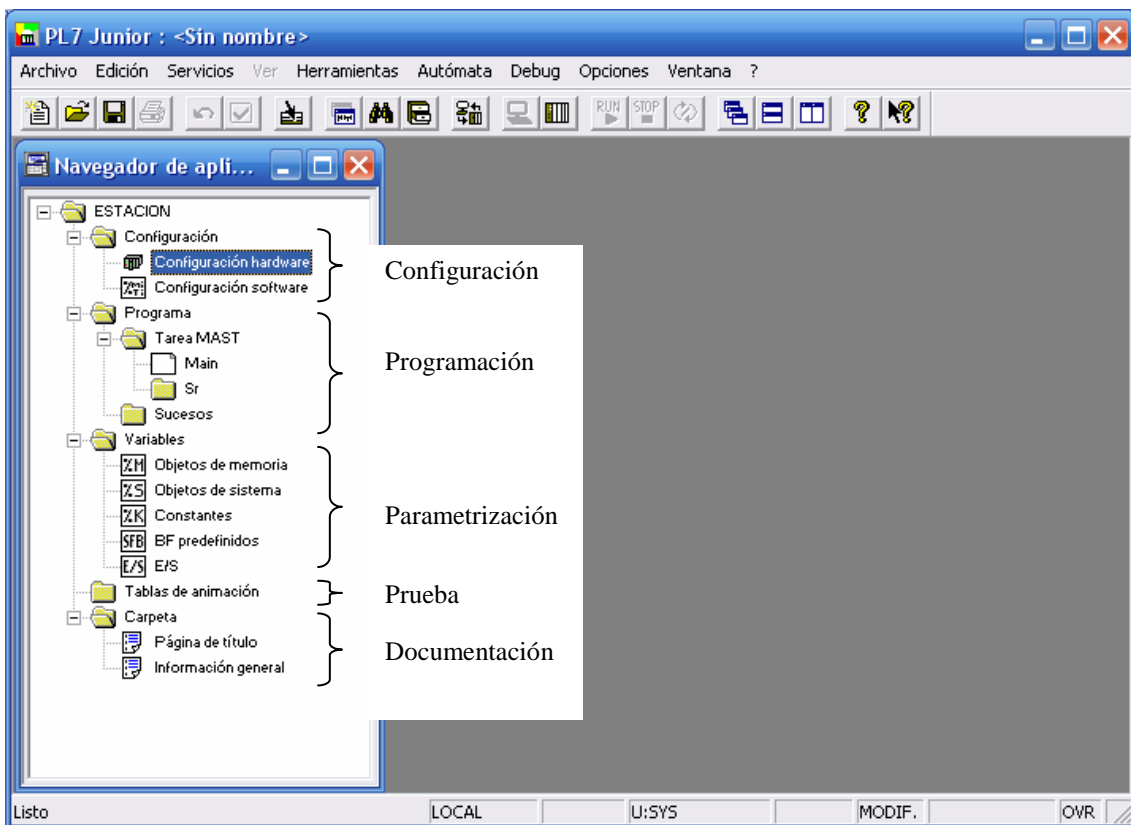 PL7 Junior : <Sin nombre>
Archivo Edición Servicios Ver Herramientas Autómata Debug Opciones Ventana ?
RUN STOP
Navegador de apli...
ESTACION
Configuración
Configuración hardware
Configuración software
Configuración
Programa
Tarea MAST
Main
Sr
Sucesos
Programación
Variables
%M Objetos de memoria
%S Objetos de sistema
%K Constantes
SFB BF predefinidos
E/S E/S
Parametrización
Tablas de animación
Prueba
Carpeta
Página de título
Información general
Documentación
Listo LOCAL U:SYS MODIF. OVR